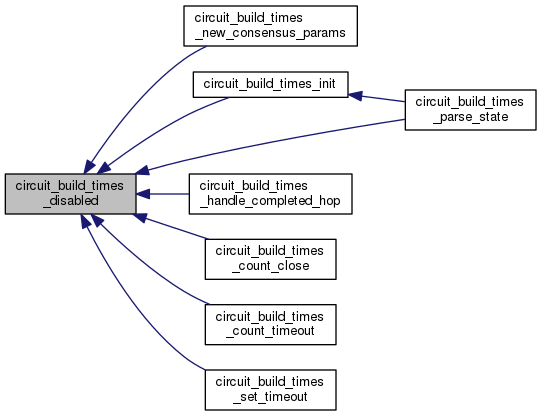 circuit_build_times
_new_consensus_params
circuit_build_times_init
circuit_build_times
_parse_state
circuit_build_times
_disabled
circuit_build_times
_handle_completed_hop
circuit_build_times
_count_close
circuit_build_times
_count_timeout
circuit_build_times
_set_timeout